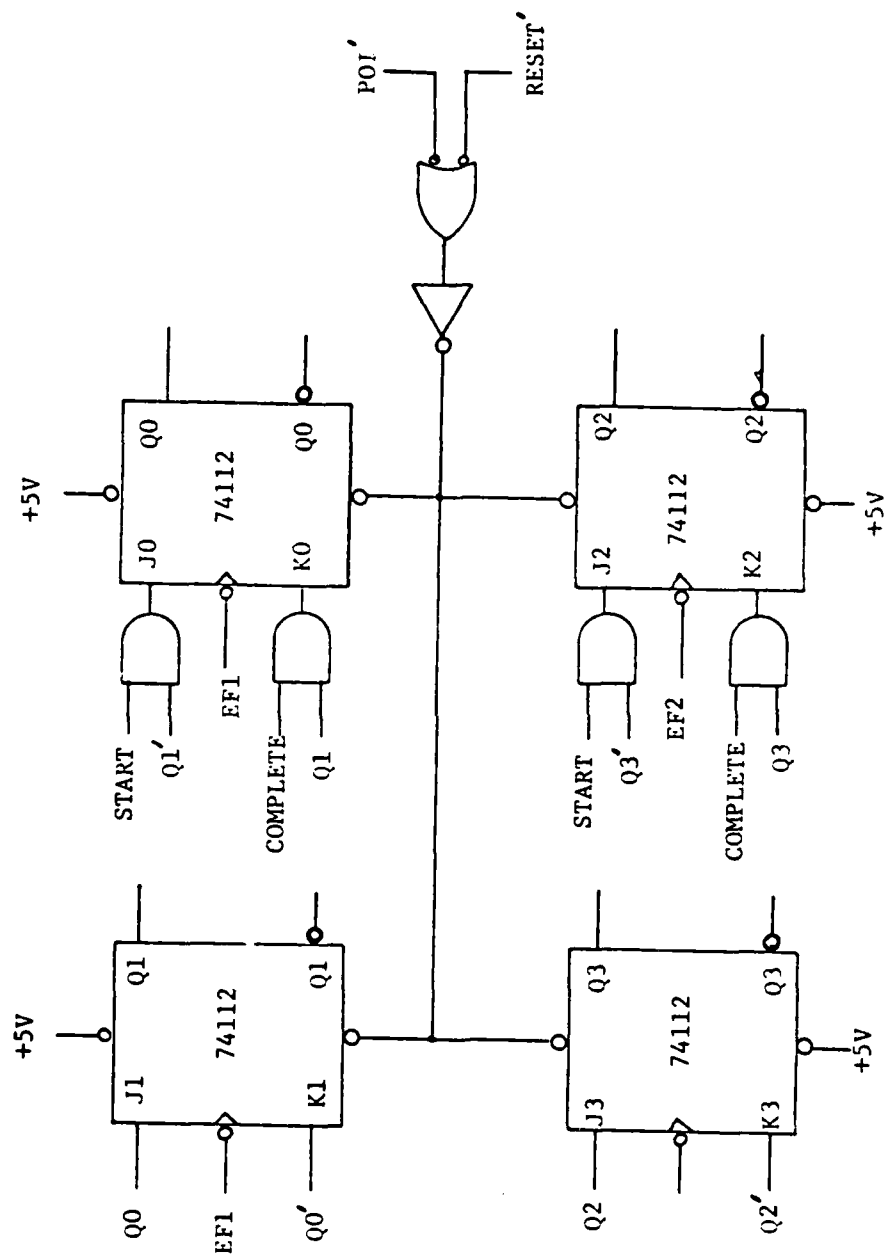 POI′
RESET′
+5V
J0
Q0
74112
K0
Q0
START
Q1′
EF1
COMPLETE
Q1
J2
Q2
74112
K2
Q2
+5V
START
Q3′
EF2
COMPLETE
Q3
+5V
J1
Q1
74112
K1
Q1
Q0
EF1
Q0′
J3
Q3
74112
K3
Q3
+5V
Q2
Q2′